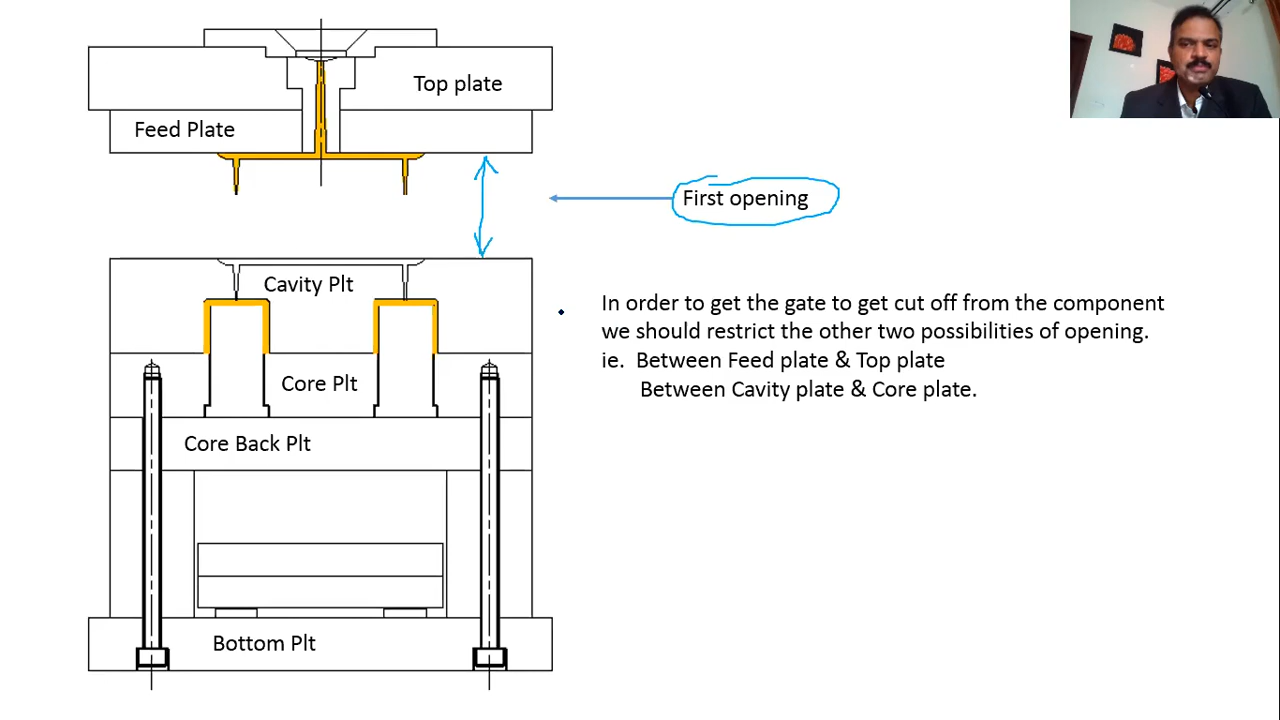 Top plate
Feed Plate
First opening
Cavity Plt
In order to get the gate to get cut off from the component
we should restrict the other two possibilities of opening.
ie. Between Feed plate & Top plate
Core Plt
Between Cavity plate & Core plate.
Core Back Plt
Bottom Plt